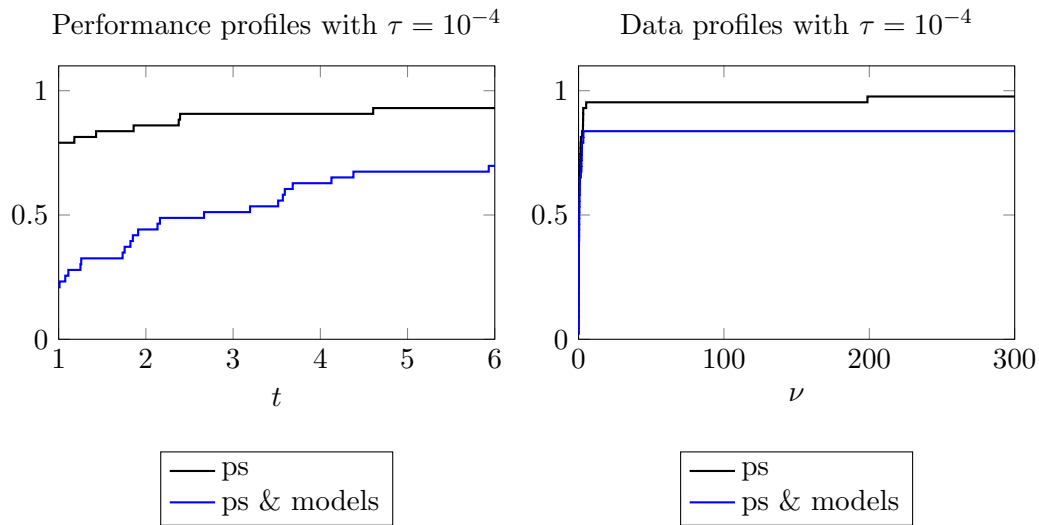 Performance profiles with τ = 10⁻⁴
1
0.5
0
1 2 3 4 5 6
t
ps
ps & models
Data profiles with τ = 10⁻⁴
1
0.5
0
0 100 200 300
ν
ps
ps & models